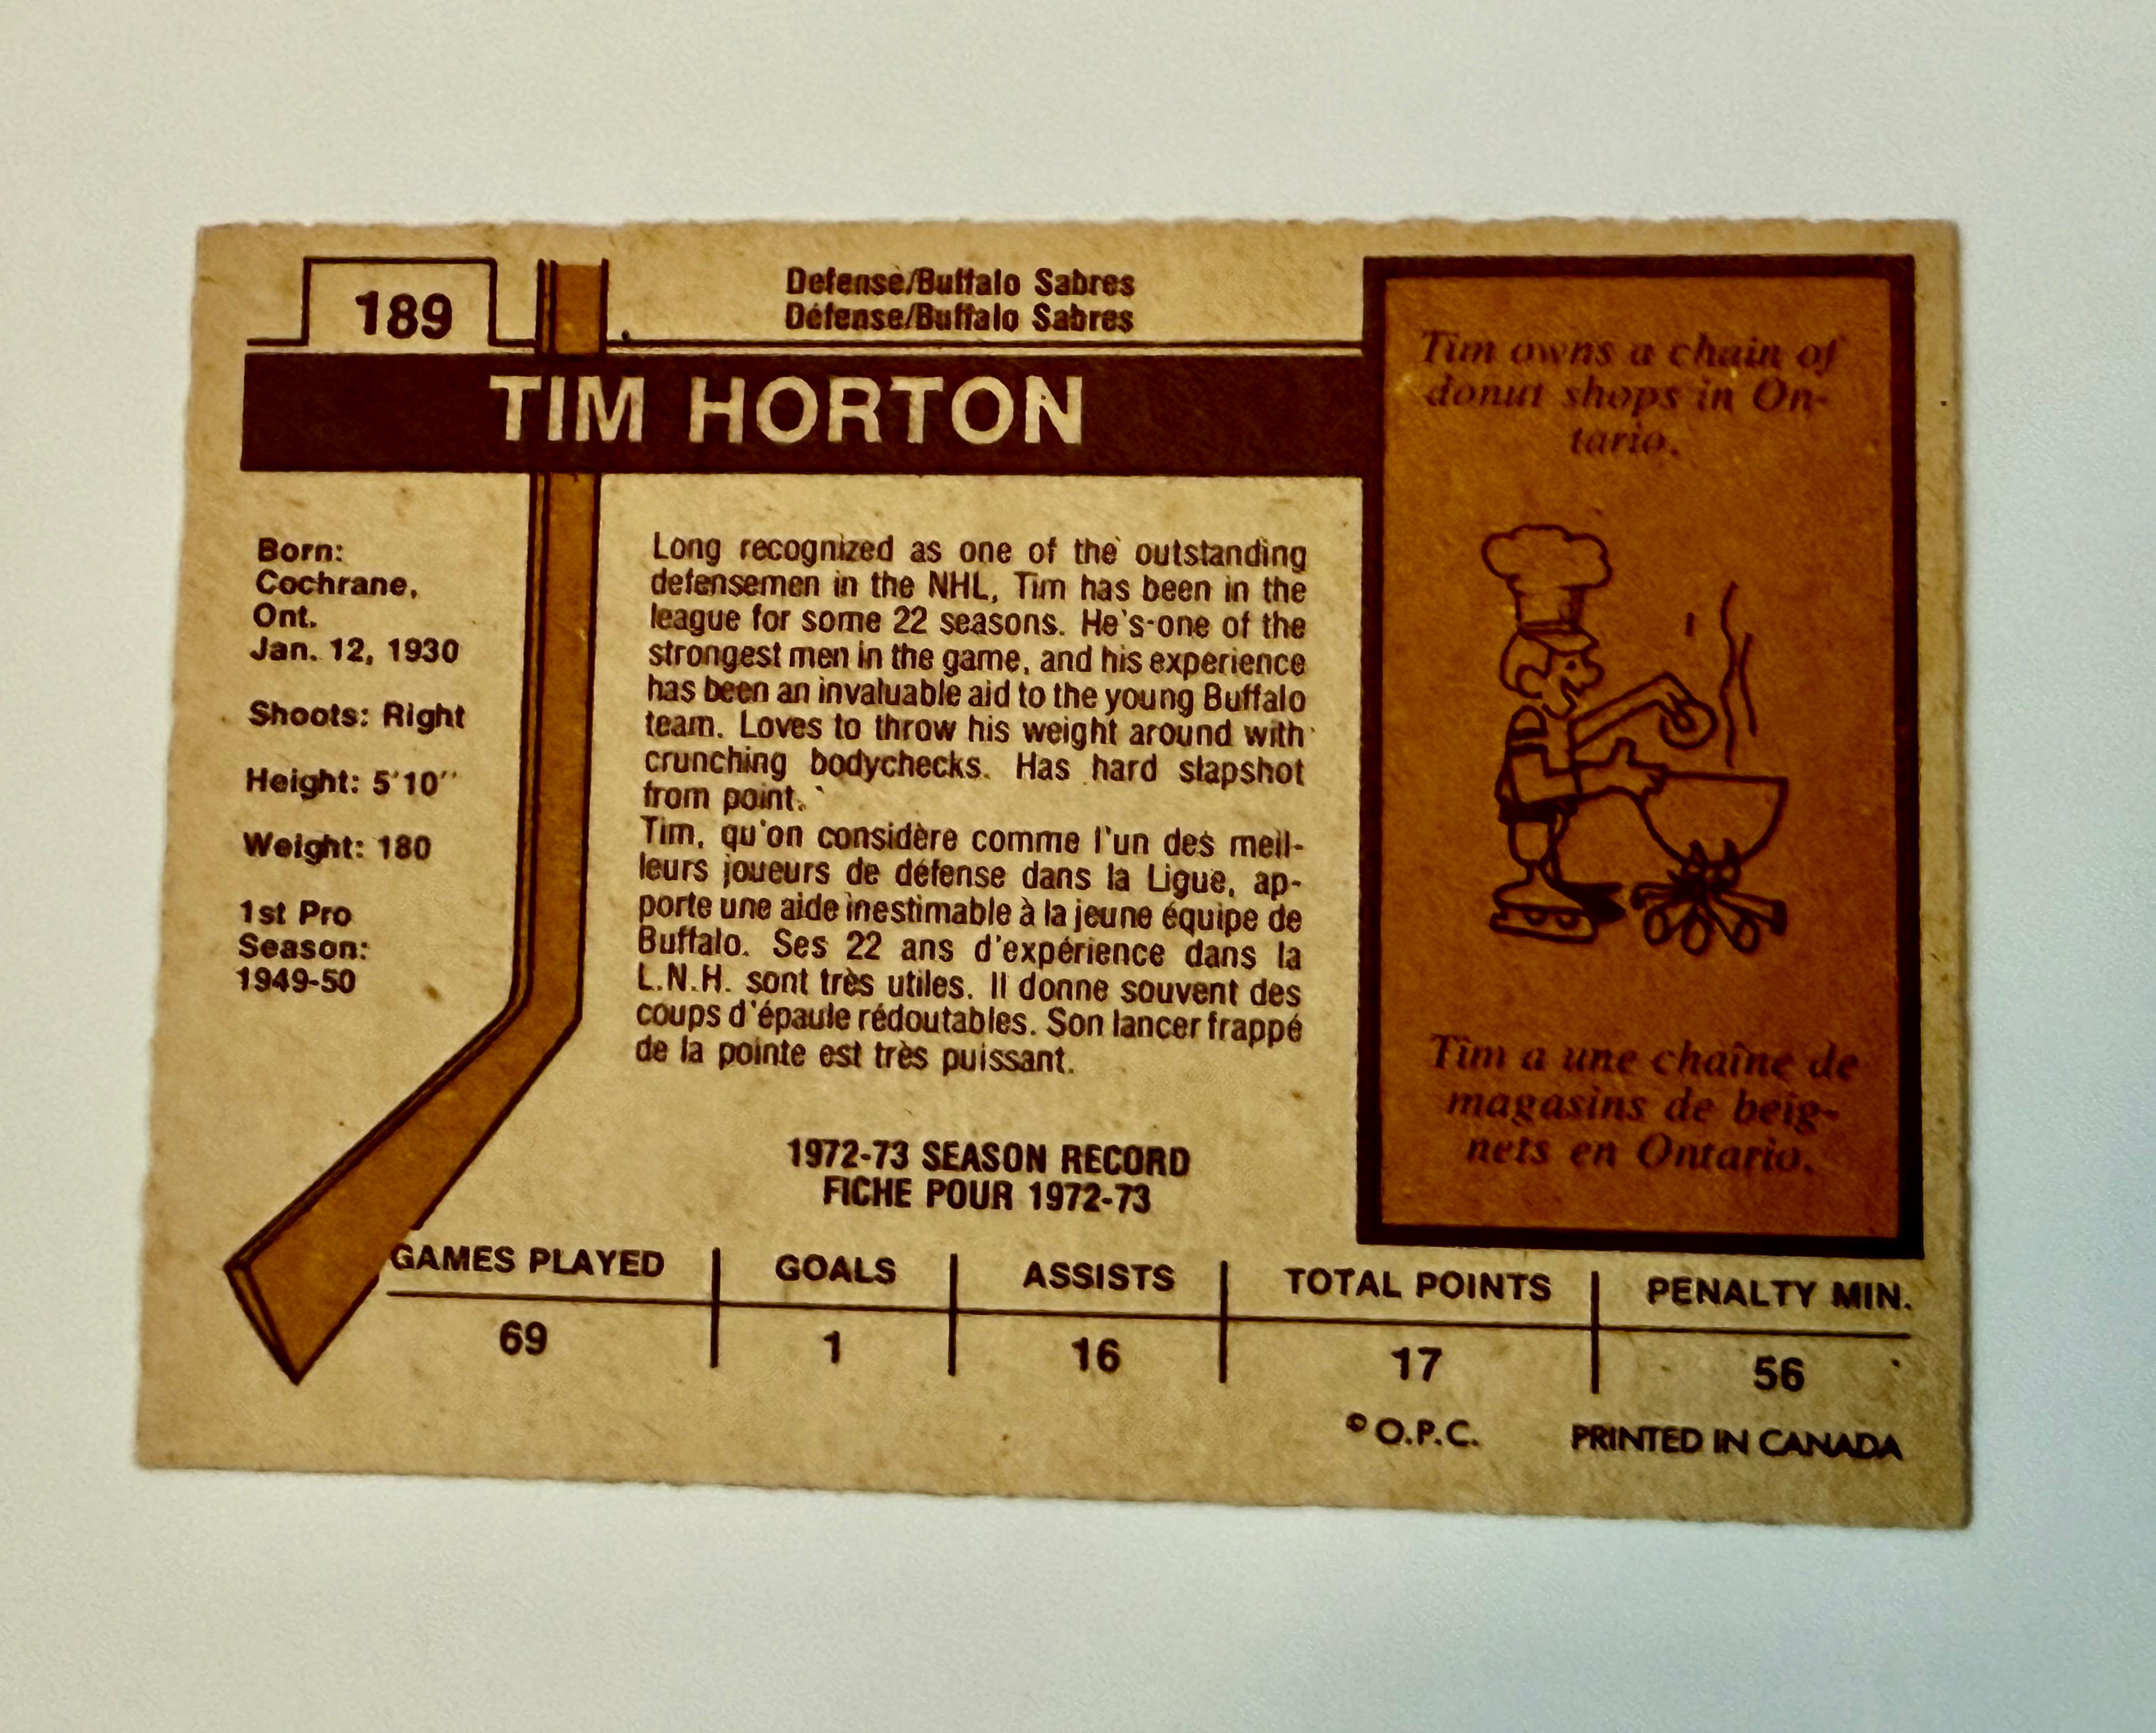 189
Defense/Buffalo Sabres
Défense/Buffalo Sabres
TIM HORTON
Born:
Cochrane,
Ont.
Jan. 12, 1930
Shoots: Right
Height: 5'10''
Weight: 180
1st Pro
Season:
1949-50
Long recognized as one of the outstanding
defensemen in the NHL, Tim has been in the
league for some 22 seasons. He's one of the
strongest men in the game, and his experience
has been an invaluable aid to the young Buffalo
team. Loves to throw his weight around with
crunching bodychecks. Has hard slapshot
from point.
Tim, qu'on considère comme l'un des meil-
leurs joueurs de défense dans la Ligue, ap-
porte une aide inestimable à la jeune équipe de
Buffalo. Ses 22 ans d'expérience dans la
L.N.H. sont très utiles. Il donne souvent des
coups d'épaule rédoutables. Son lancer frappé
de la pointe est très puissant.
Tim owns a chain of
donut shops in On-
tario.
Tim a une chaîne de
magasins de beig-
nets en Ontario.
1972-73 SEASON RECORD
FICHE POUR 1972-73
GAMES PLAYED GOALS ASSISTS TOTAL POINTS PENALTY MIN.
69 1 16 17 56
© O.P.C. PRINTED IN CANADA